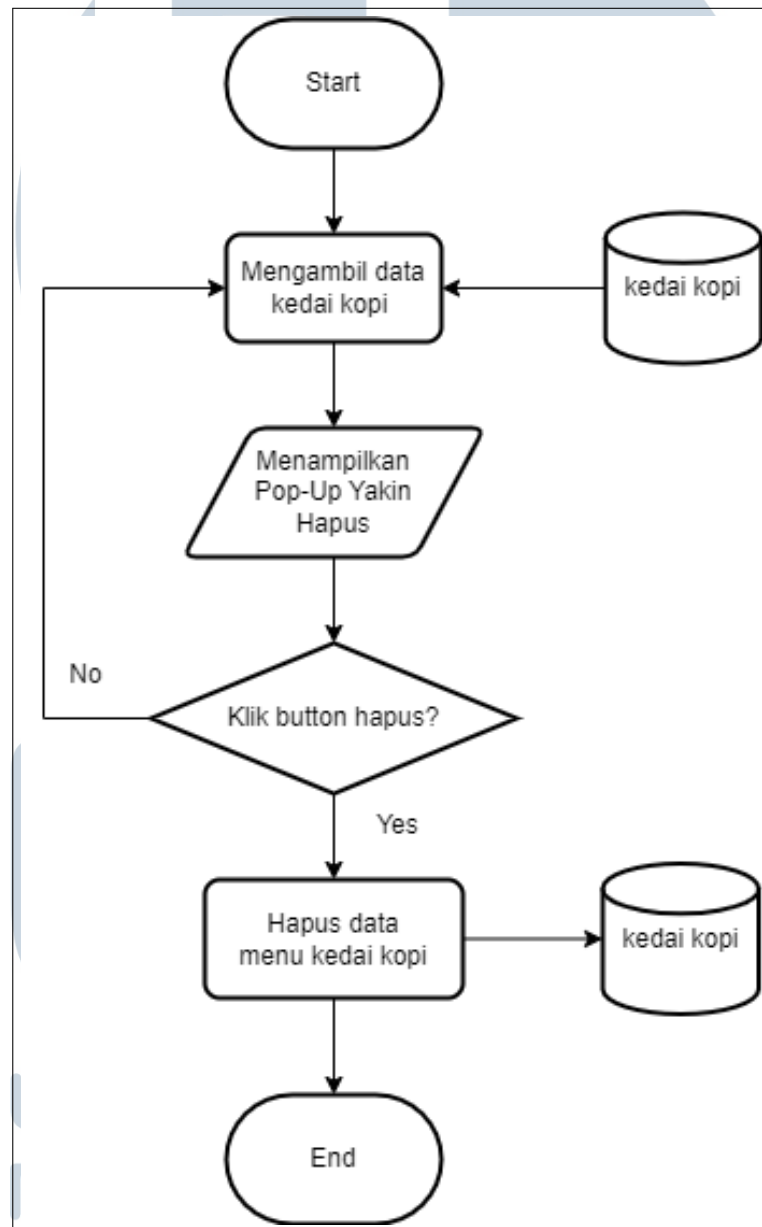 Start
Mengambil data
kedai kopi
kedai kopi
Menampilkan
Pop-Up Yakin
Hapus
No
Klik button hapus?
Yes
Hapus data
menu kedai kopi
kedai kopi
End